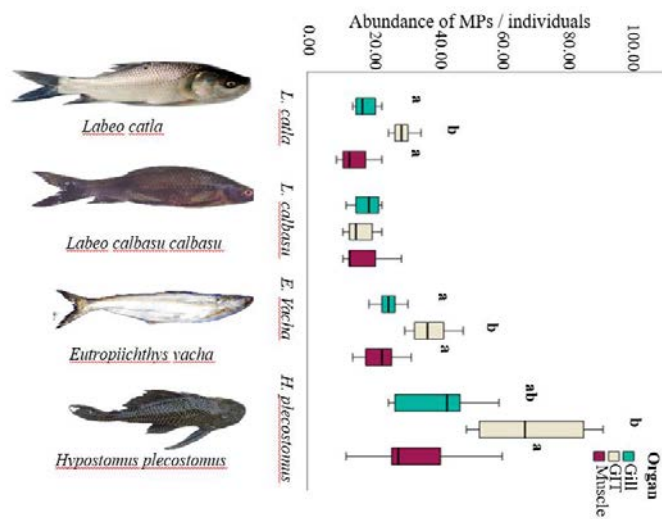 Abundance of MPs / individuals
0.00
20.00
40.00
60.00
80.00
100.00
a
b
a
a
b
a
ab
b
a
Organ
Gill
GIT
Muscle
L. catla
L. calbasu
E. Vacha
H. plecostomus
Labeo catla
Labeo calbasu calbasu
Eutropiichthys vacha
Hypostomus plecostomus